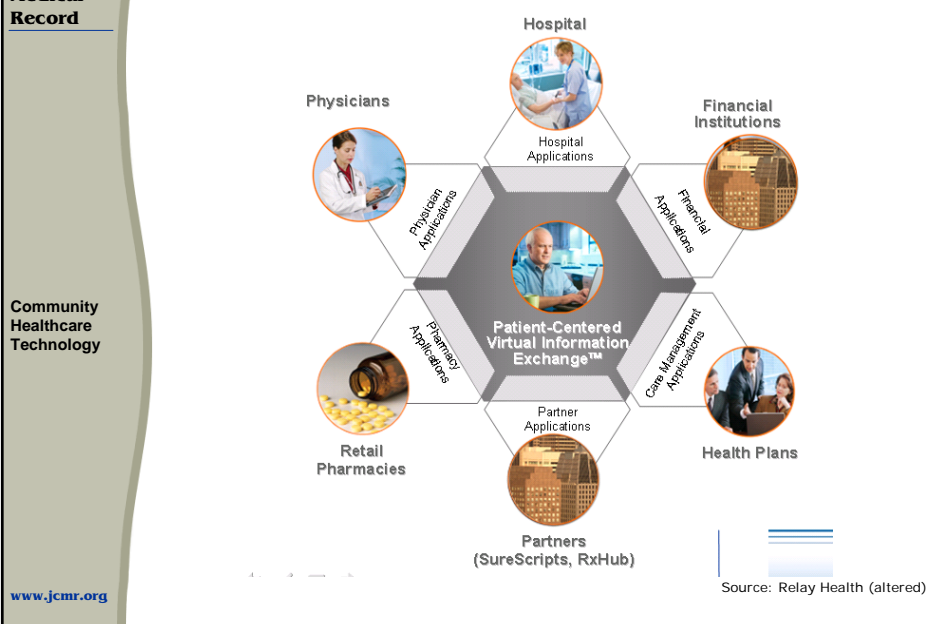 Record
Community
Healthcare
Technology
www.jcmr.org
Hospital
Physicians
Financial
Institutions
Hospital
Applications
Physician
Applications
Financial
Applications
Patient-Centered
Virtual Information
Exchange™
Pharmacy
Applications
Care Management
Applications
Partner
Applications
Retail
Pharmacies
Health Plans
Partners
(SureScripts, RxHub)
Source: Relay Health (altered)